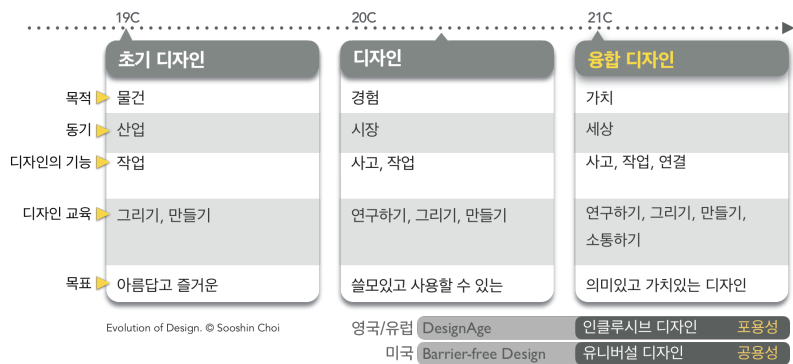 19C 20C 21C
초기 디자인 디자인 융합 디자인
목적 물건 경험 가치
동기 산업 시장 세상
디자인의 기능 작업 사고, 작업 사고, 작업, 연결
디자인 교육 그리기, 만들기 연구하기, 그리기, 만들기 연구하기, 그리기, 만들기,
소통하기
목표 아름답고 즐거운 쓸모있고 사용할 수 있는 의미있고 가치있는 디자인
Evolution of Design. © Sooshin Choi 영국/유럽 DesignAge 인클루시브 디자인 포용성
미국 Barrier-free Design 유니버설 디자인 공용성